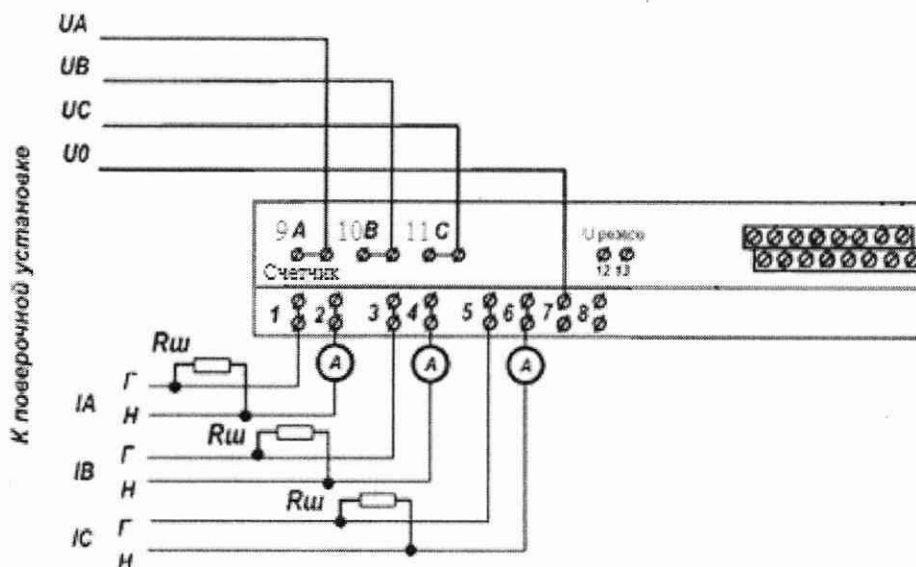 UA
UB
UC
U0
К поверочной установке
9 A 10 B 11 C
12 13
Счетчик
1 2 3 4 5 6 7 8
Rш
A A A
IA Г
Н
Rш
IB Г
Н
Rш
IC Г
Н